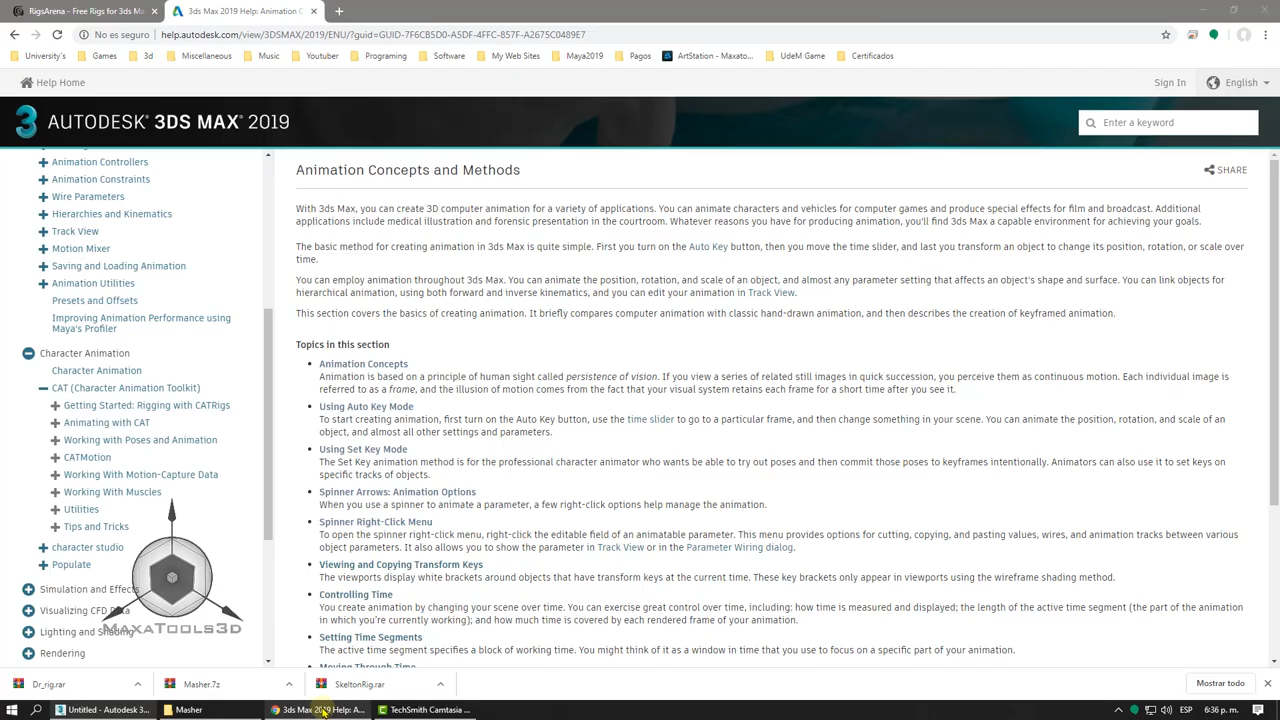 RigsArena - Free Rigs for 3ds Ma
3ds Max 2019 Help: Animation C
No es seguro | help.autodesk.com/view/3DSMAX/2019/ENU/?guid=GUID-7F6CB5D0-A5DF-4FFC-857F-A2675C0489E7
University's Games 3d Miscellaneous Music Youtuber Programing Software My Web Sites Maya2019 Pagos ArtStation - Maxato... UdeM Game Certificados
Help Home Sign In English
AUTODESK® 3DS MAX® 2019 Enter a keyword
Animation Controllers
Animation Constraints
Wire Parameters
Hierarchies and Kinematics
Track View
Motion Mixer
Saving and Loading Animation
Animation Utilities
Presets and Offsets
Improving Animation Performance using
Maya's Profiler
Character Animation
Character Animation
CAT (Character Animation Toolkit)
Getting Started: Rigging with CATRigs
Animating with CAT
Working with Poses and Animation
CATMotion
Working With Motion-Capture Data
Working With Muscles
Utilities
Tips and Tricks
character studio
Populate
Simulation and Effects
Visualizing CFD Data
Lighting and Shading
Rendering
MAXATOOLS3D
Animation Concepts and Methods SHARE
With 3ds Max, you can create 3D computer animation for a variety of applications. You can animate characters and vehicles for computer games and produce special effects for film and broadcast. Additional
applications include medical illustration and forensic presentation in the courtroom. Whatever reasons you have for producing animation, you'll find 3ds Max a capable environment for achieving your goals.
The basic method for creating animation in 3ds Max is quite simple. First you turn on the Auto Key button, then you move the time slider, and last you transform an object to change its position, rotation, or scale over
time.
You can employ animation throughout 3ds Max. You can animate the position, rotation, and scale of an object, and almost any parameter setting that affects an object's shape and surface. You can link objects for
hierarchical animation, using both forward and inverse kinematics, and you can edit your animation in Track View.
This section covers the basics of creating animation. It briefly compares computer animation with classic hand-drawn animation, and then describes the creation of keyframed animation.
Topics in this section
Animation Concepts
Animation is based on a principle of human sight called persistence of vision. If you view a series of related still images in quick succession, you perceive them as continuous motion. Each individual image is
referred to as a frame, and the illusion of motion comes from the fact that your visual system retains each frame for a short time after you see it.
Using Auto Key Mode
To start creating animation, first turn on the Auto Key button, use the time slider to go to a particular frame, and then change something in your scene. You can animate the position, rotation, and scale of an
object, and almost all other settings and parameters.
Using Set Key Mode
The Set Key animation method is for the professional character animator who wants be able to try out poses and then commit those poses to keyframes intentionally. Animators can also use it to set keys on
specific tracks of objects.
Spinner Arrows: Animation Options
When you use a spinner to animate a parameter, a few right-click options help manage the animation.
Spinner Right-Click Menu
To open the spinner right-click menu, right-click the editable field of an animatable parameter. This menu provides options for cutting, copying, and pasting values, wires, and animation tracks between various
object parameters. It also allows you to show the parameter in Track View or in the Parameter Wiring dialog.
Viewing and Copying Transform Keys
The viewports display white brackets around objects that have transform keys at the current time. These key brackets only appear in viewports using the wireframe shading method.
Controlling Time
You create animation by changing your scene over time. You can exercise great control over time, including: how time is measured and displayed; the length of the active time segment (the part of the animation
in which you're currently working); and how much time is covered by each rendered frame of your animation.
Setting Time Segments
The active time segment specifies a block of working time. You might think of it as a window in time that you use to focus on a specific part of your animation.
Moving Through Time
Dr_rig.rar Masher.7z SkeltonRig.rar Mostrar todo
Untitled - Autodesk 3... Masher 3ds Max 2019 Help: A... TechSmith Camtasia ... ESP 6:36 p. m.